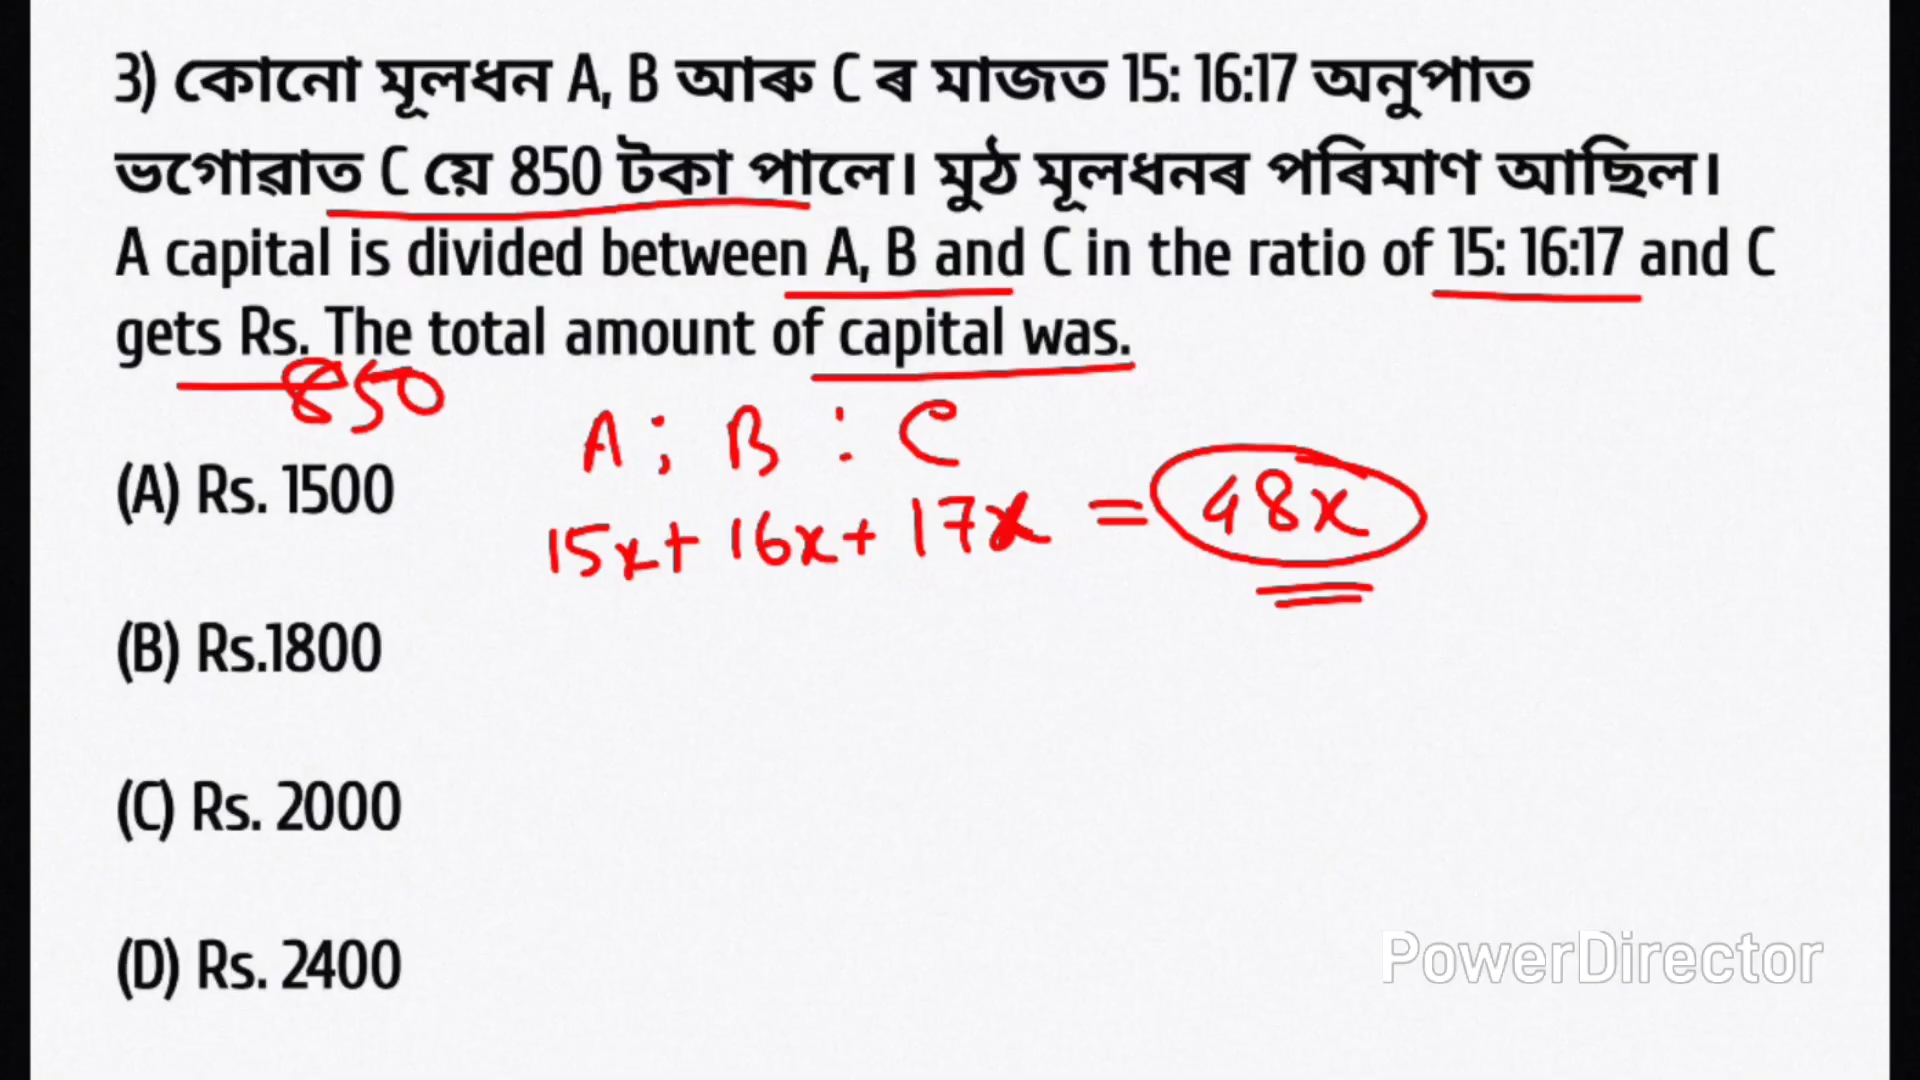 3) কোনো মূলধন A, B আৰু C ৰ মাজত 15: 16:17 অনুপাত
ভগোৱাত C য়ে 850 টকা পালে। মুঠ মূলধনৰ পৰিমাণ আছিল।
A capital is divided between A, B and C in the ratio of 15: 16:17 and C
gets Rs. The total amount of capital was.
850
A : B : C
(A) Rs. 1500
15x+ 16x+ 17x = 48x
(B) Rs.1800
(C) Rs. 2000
(D) Rs. 2400
PowerDirector